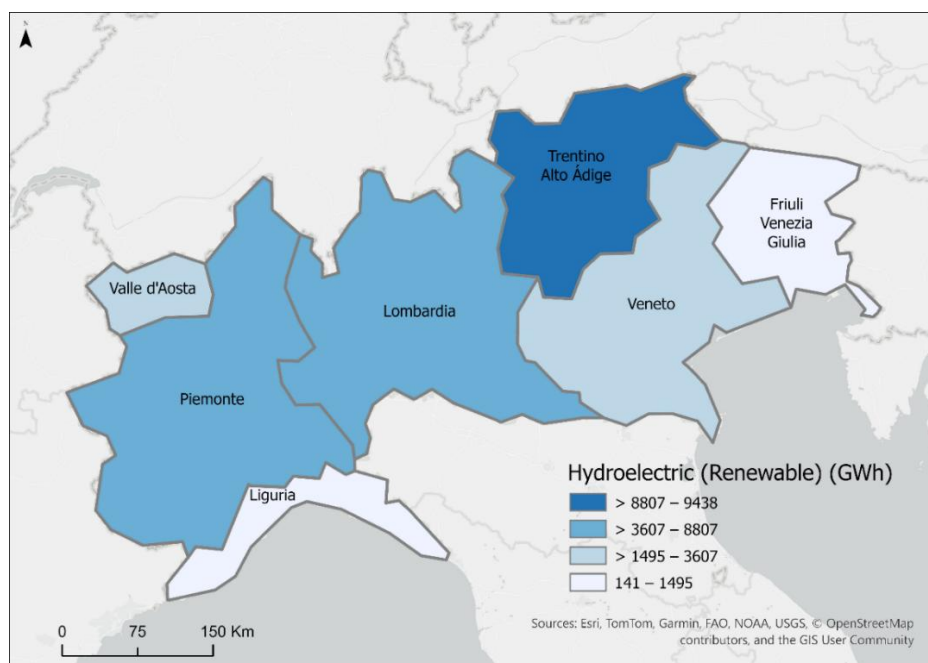 N
Trentino
Alto Ádige
Friuli
Venezia
Giulia
Valle d'Aosta
Lombardia
Veneto
Piemonte
Liguria
Hydroelectric (Renewable) (GWh)
> 8807 – 9438
> 3607 – 8807
> 1495 – 3607
141 – 1495
0 75 150 Km
Sources: Esri, TomTom, Garmin, FAO, NOAA, USGS, © OpenStreetMap
contributors, and the GIS User Community